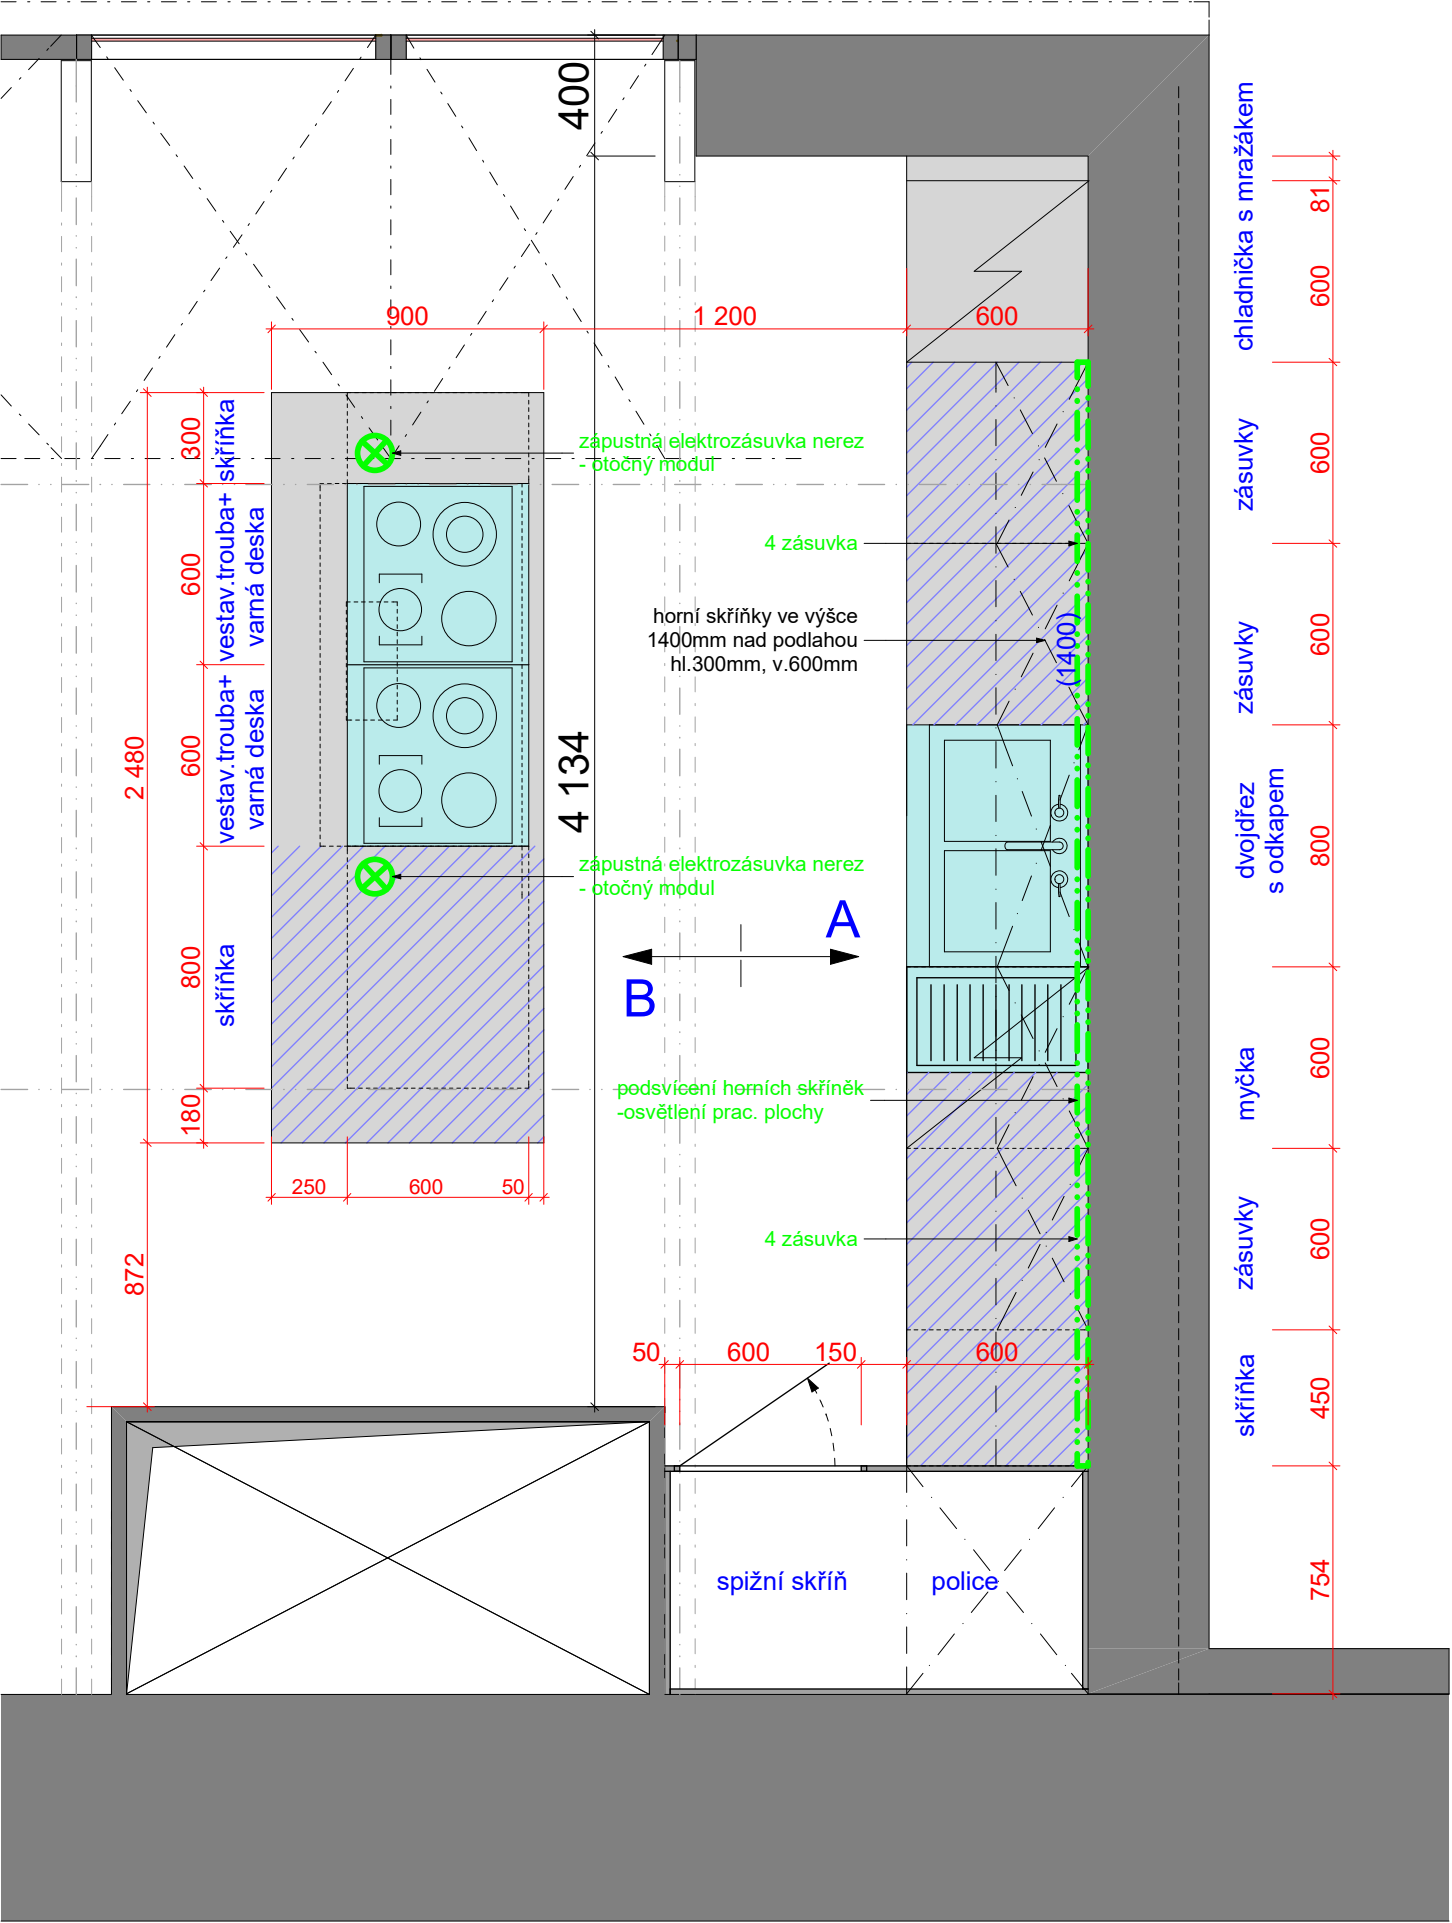 400
chladnička s mražákem
81
600
900
1 200
600
300
skříňka
zápustná elektrozásuvka nerez
- otočný modul
600
zásuvky
600
vestav.trouba+
varná deska
4 zásuvka
horní skříňky ve výšce
1400mm nad podlahou
hl.300mm, v.600mm
(1400)
600
zásuvky
2 480
600
vestav.trouba+
varná deska
4 134
800
dvojdřez
s odkapem
zápustná elektrozásuvka nerez
- otočný modul
A
B
800
skříňka
600
myčka
podsvícení horních skříněk
-osvětlení prac. plochy
180
250
600
50
4 zásuvka
600
zásuvky
872
50
600
150
600
450
skříňka
spižní skříň
police
754